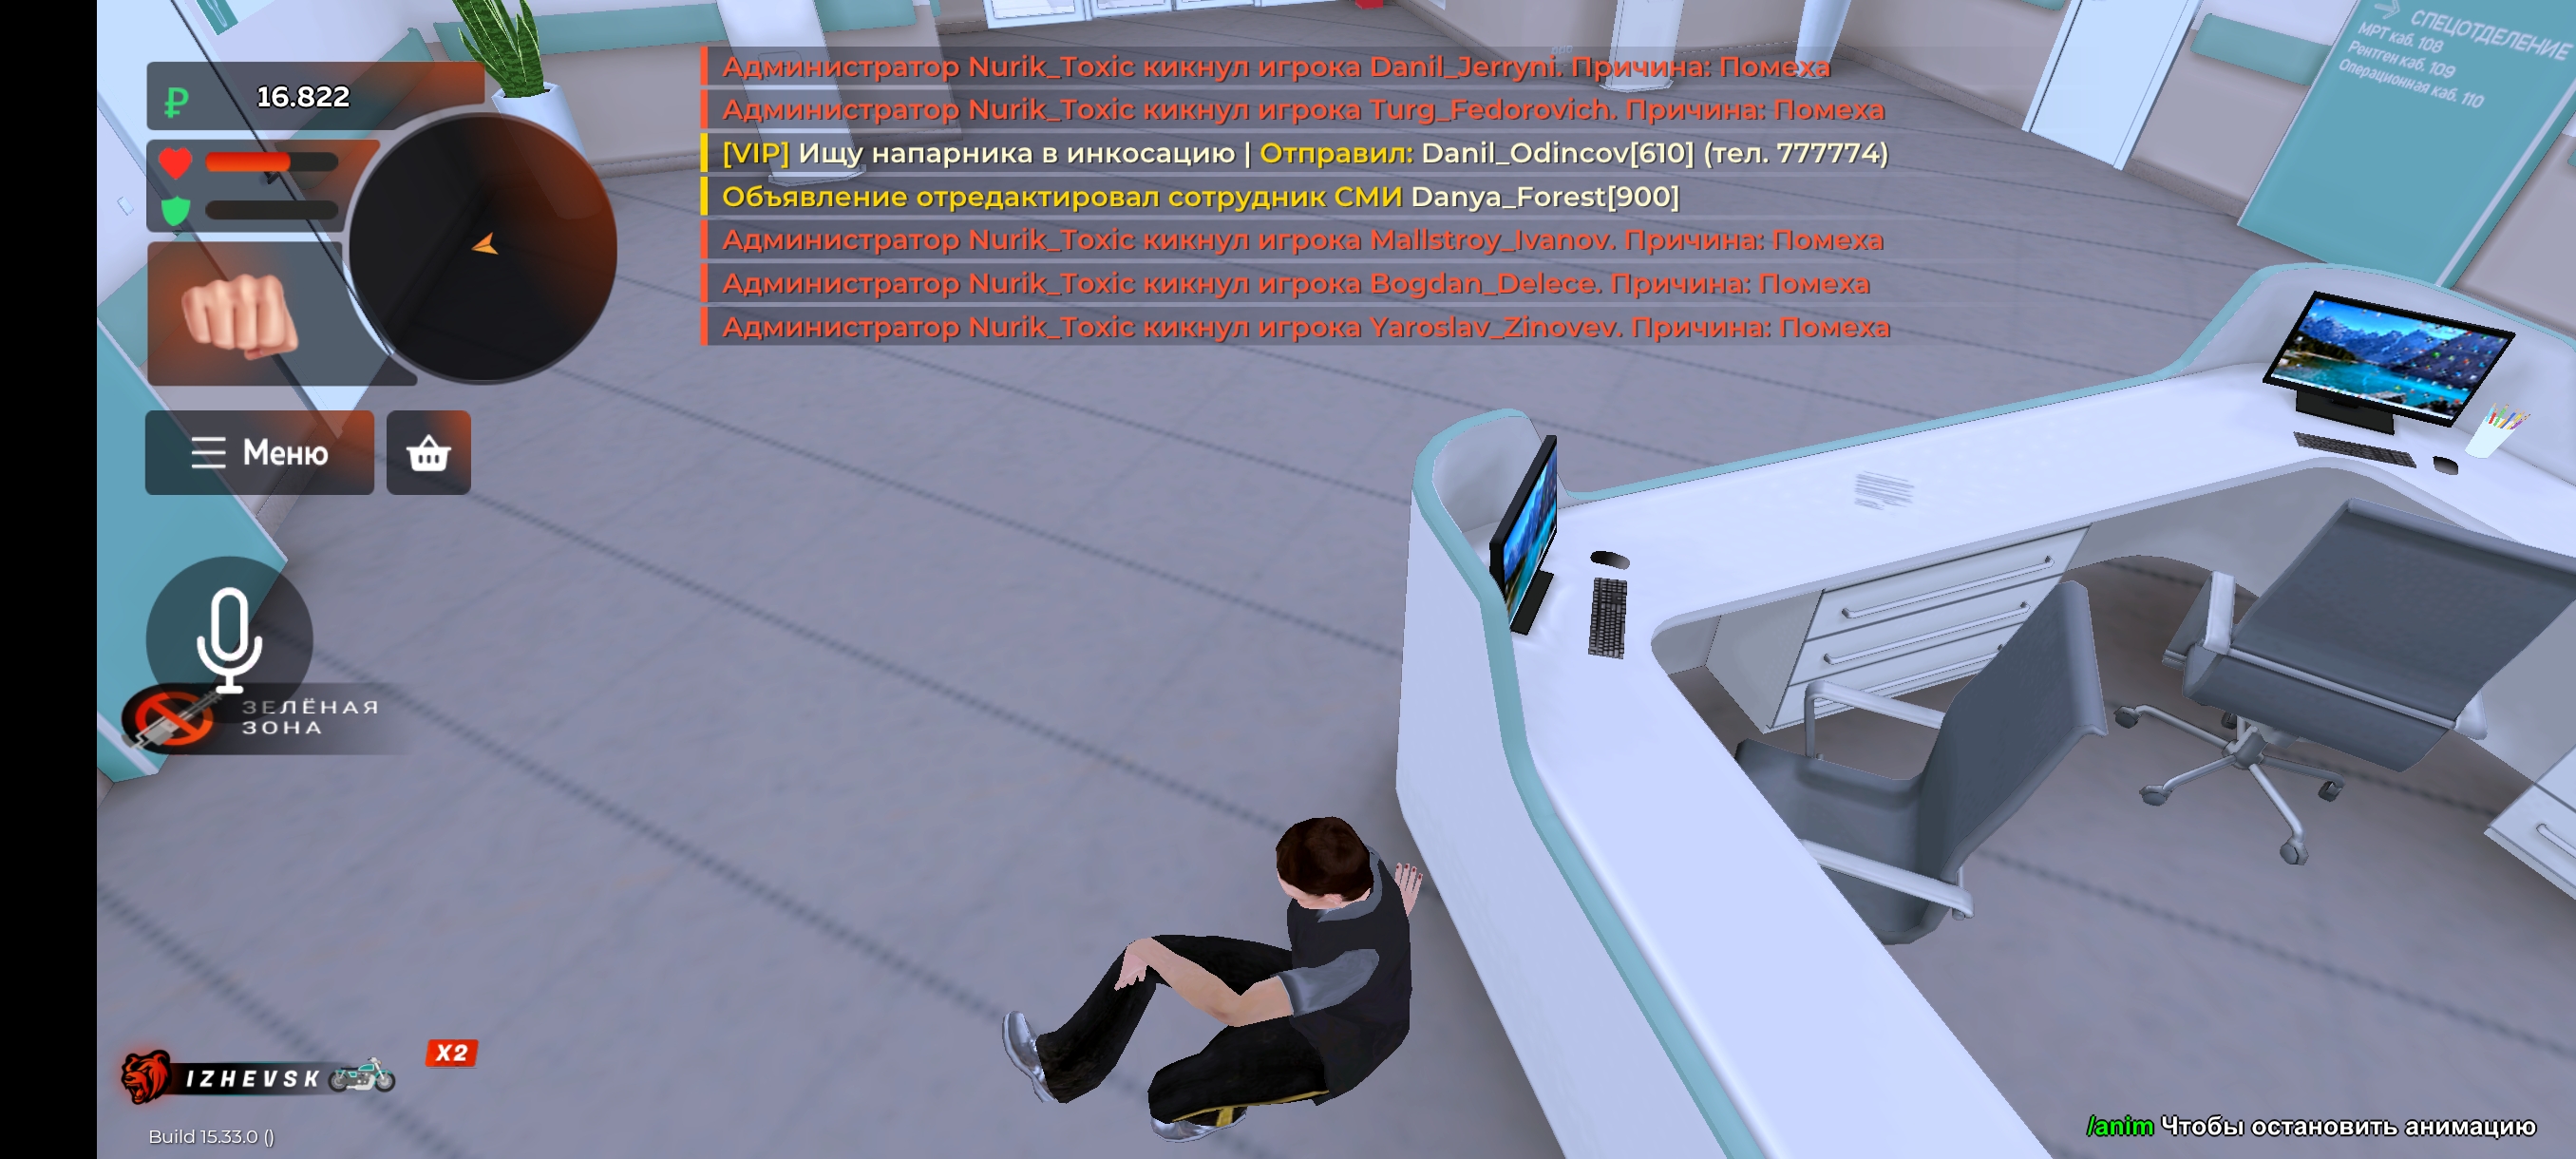 16.822
Администратор Nurik_Toxic кикнул игрока Danil_Jerryni. Причина: Помеха
Администратор Nurik_Toxic кикнул игрока Turg_Fedorovich. Причина: Помеха
[VIP] Ищу напарника в инкосацию | Отправил: Danil_Odincov[610] (тел. 777774)
Объявление отредактировал сотрудник СМИ Danya_Forest[900]
Администратор Nurik_Toxic кикнул игрока Mallstroy_Ivanov. Причина: Помеха
Администратор Nurik_Toxic кикнул игрока Bogdan_Delece. Причина: Помеха
Администратор Nurik_Toxic кикнул игрока Yaroslav_Zinovev. Причина: Помеха
СПЕЦОТДЕЛЕНИЕ
МРТ каб. 108
Рентген каб. 109
Операционная каб. 110
Меню
ЗЕЛЁНАЯ
ЗОНА
X2
IZHEVSK
Build 15.33.0 ()
/anim Чтобы остановить анимацию